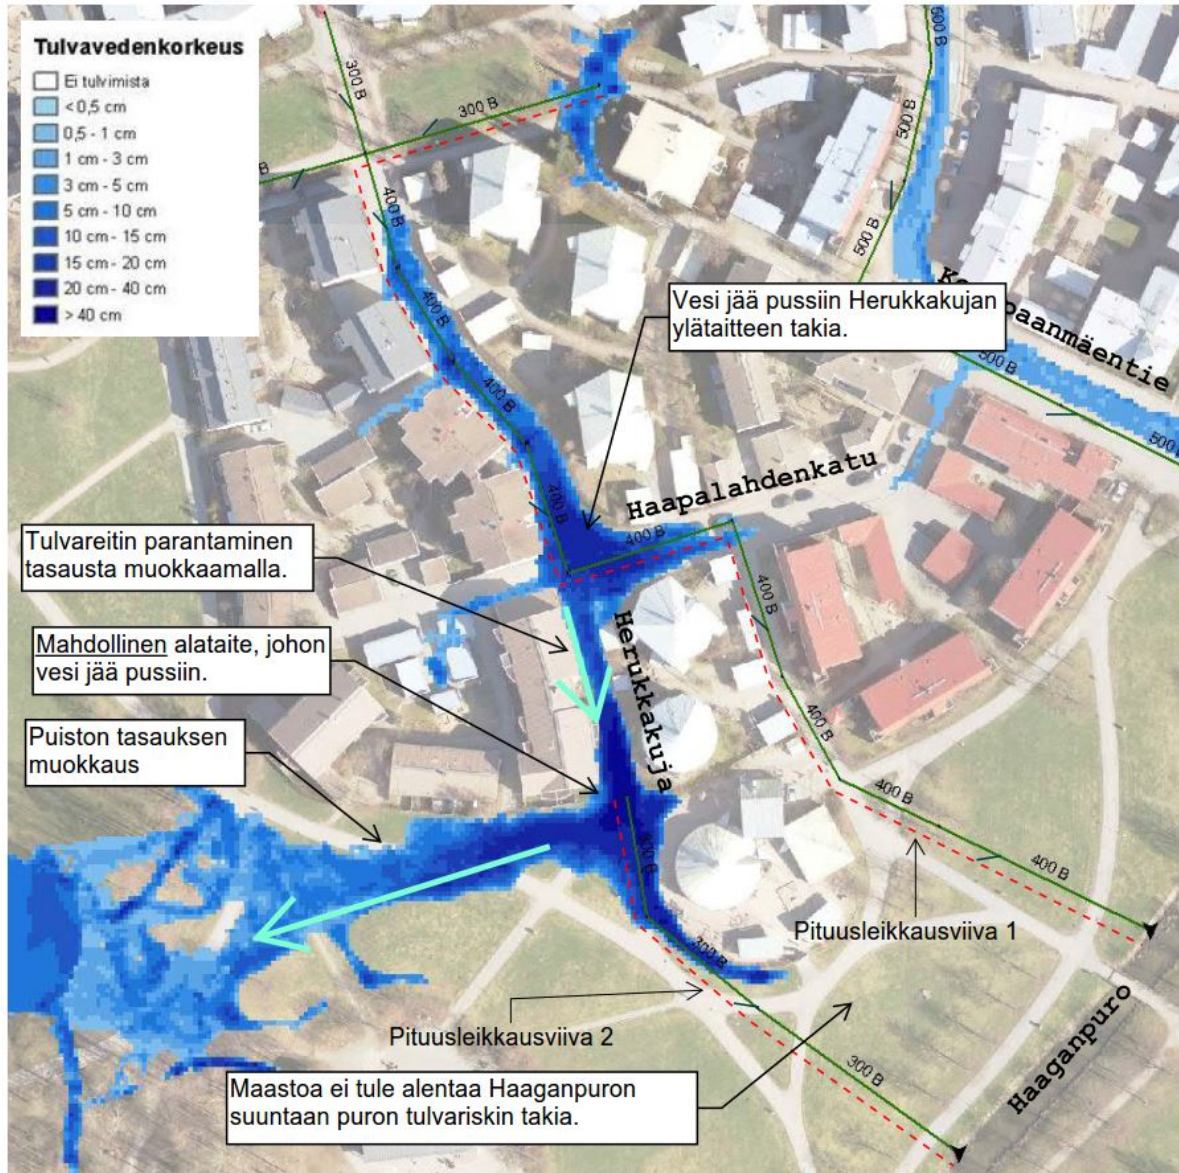 Tulvavedenkorkeus
Ei tulvimista
< 0,5 cm
0,5 - 1 cm
1 cm - 3 cm
3 cm - 5 cm
5 cm - 10 cm
10 cm - 15 cm
15 cm - 20 cm
20 cm - 40 cm
> 40 cm
300 B
300 B
B
400 B
400 B
400 B
400 B
400 B
600 B
500 B
500 B
500 B
500
Vesi jää pussiin Herukkakujan
ylätaitteen takia.
Haapalahdenkatu
Tulvareitin parantaminen
tasausta muokkaamalla.
Mahdollinen alataite, johon
vesi jää pussiin.
Puiston tasauksen
muokkaus
Herukkakuja
400 B
400 B
400 B
400 B
300 B
300 B
300 B
Pituusleikkausviiva 1
Pituusleikkausviiva 2
Haaganpuro
Maastoa ei tule alentaa Haaganpuron
suuntaan puron tulvariskin takia.